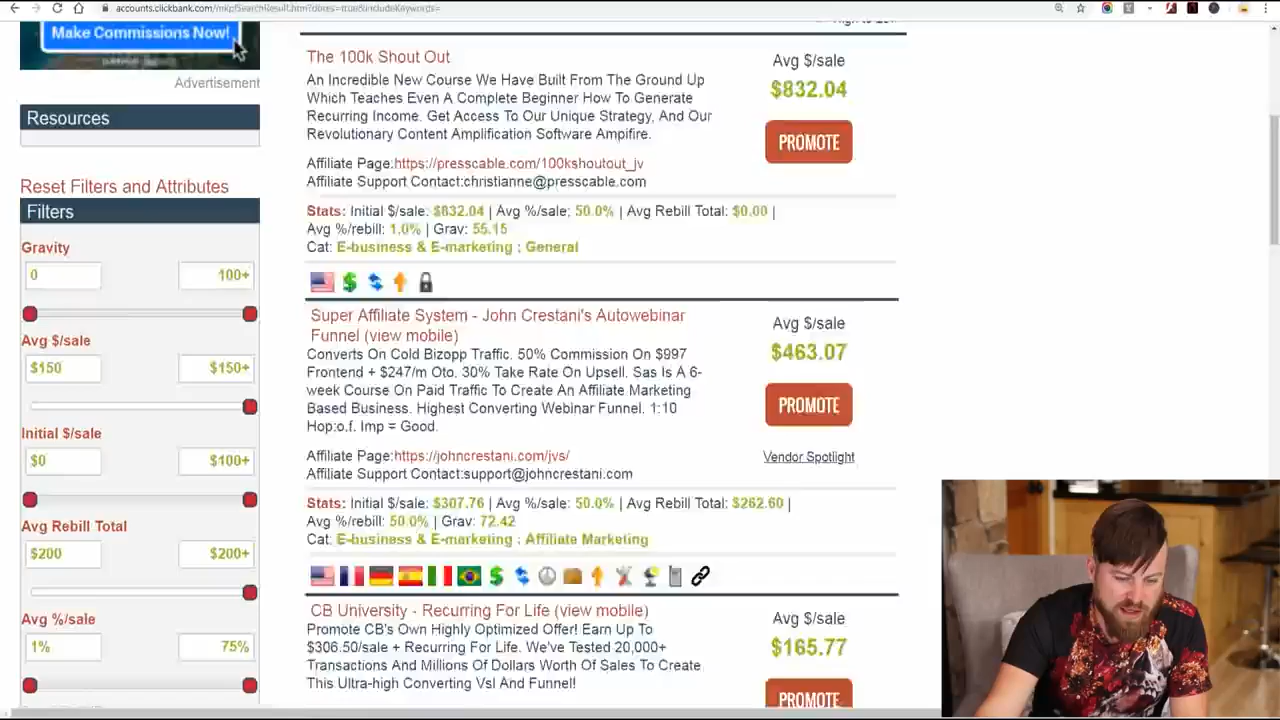 accounts.clickbank.com/mkplSearchResult.htm?dores=true&includeKeywords=
Make Commissions Now!
Advertisement
Resources
Reset Filters and Attributes
Filters
Gravity
0
100+
Avg $/sale
$150
$150+
Initial $/sale
$0
$100+
Avg Rebill Total
$200
$200+
Avg %/sale
1%
75%
The 100k Shout Out
An Incredible New Course We Have Built From The Ground Up
Which Teaches Even A Complete Beginner How To Generate
Recurring Income. Get Access To Our Unique Strategy, And Our
Revolutionary Content Amplification Software Ampifire.
Affiliate Page:https://presscable.com/100kshoutout_jv
Affiliate Support Contact:christianne@presscable.com
Stats: Initial $/sale: $832.04 | Avg %/sale: 50.0% | Avg Rebill Total: $0.00 |
Avg %/rebill: 1.0% | Grav: 55.15
Cat: E-business & E-marketing : General
Avg $/sale
$832.04
PROMOTE
Super Affiliate System - John Crestani's Autowebinar
Funnel (view mobile)
Converts On Cold Bizopp Traffic. 50% Commission On $997
Frontend + $247/m Oto. 30% Take Rate On Upsell. Sas Is A 6-
week Course On Paid Traffic To Create An Affiliate Marketing
Based Business. Highest Converting Webinar Funnel. 1:10
Hop:o.f. Imp = Good.
Affiliate Page:https://johncrestani.com/jvs/
Affiliate Support Contact:support@johncrestani.com
Stats: Initial $/sale: $307.76 | Avg %/sale: 50.0% | Avg Rebill Total: $262.60 |
Avg %/rebill: 50.0% | Grav: 72.42
Cat: E-business & E-marketing : Affiliate Marketing
Avg $/sale
$463.07
PROMOTE
Vendor Spotlight
CB University - Recurring For Life (view mobile)
Promote CB's Own Highly Optimized Offer! Earn Up To
$306.50/sale + Recurring For Life. We've Tested 20,000+
Transactions And Millions Of Dollars Worth Of Sales To Create
This Ultra-high Converting Vsl And Funnel!
Avg $/sale
$165.77
PROMOTE